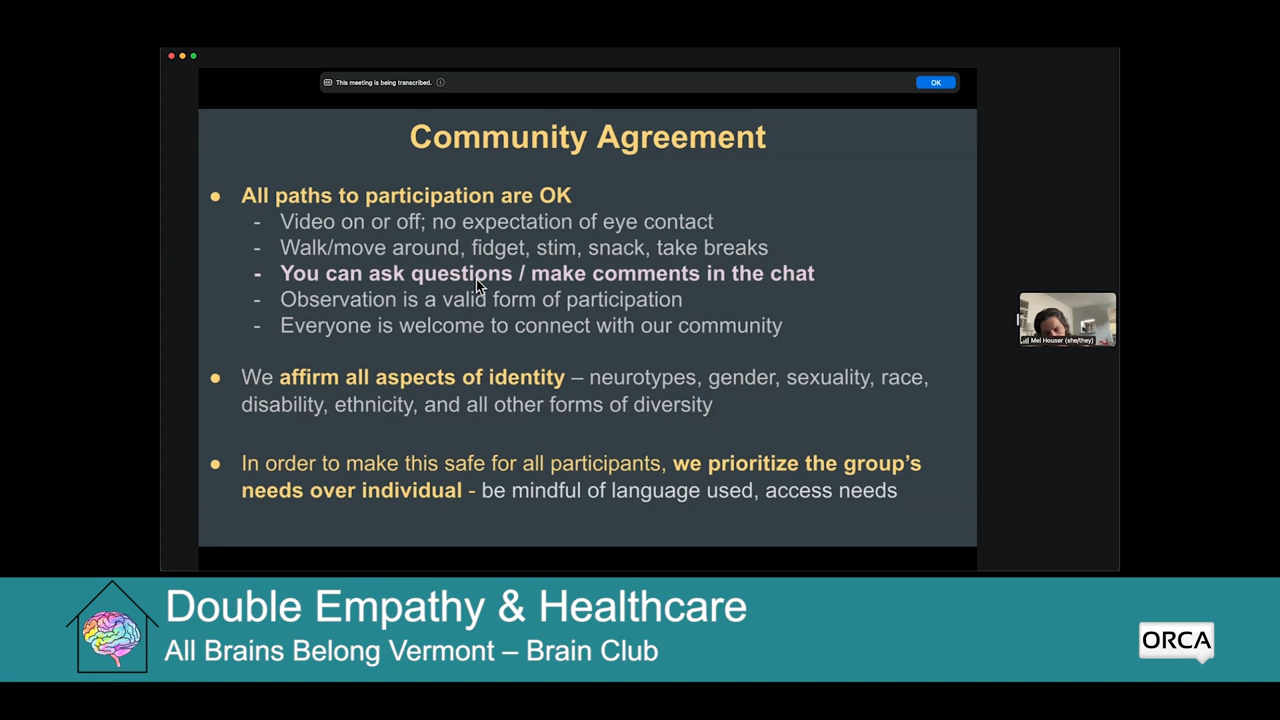 This meeting is being transcribed.
OK
Community Agreement
● All paths to participation are OK
- Video on or off; no expectation of eye contact
- Walk/move around, fidget, stim, snack, take breaks
- You can ask questions / make comments in the chat
- Observation is a valid form of participation
- Everyone is welcome to connect with our community
● We affirm all aspects of identity – neurotypes, gender, sexuality, race,
disability, ethnicity, and all other forms of diversity
● In order to make this safe for all participants, we prioritize the group's
needs over individual - be mindful of language used, access needs
Mel Houser (she/they)
Double Empathy & Healthcare
All Brains Belong Vermont – Brain Club
ORCA